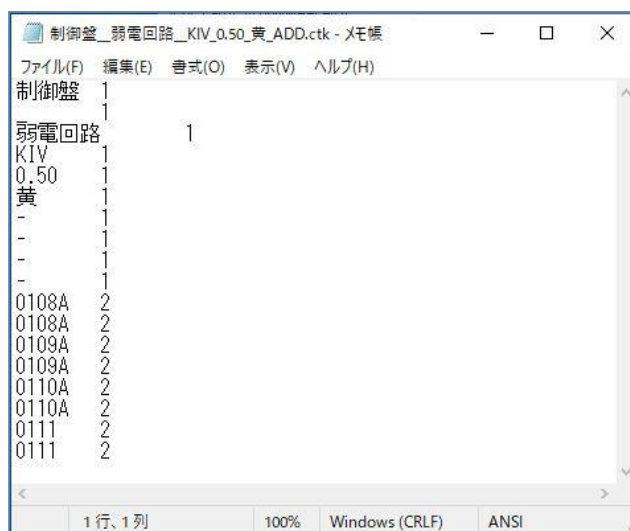 制御盤__弱電回路__KIV_0.50_黄_ADD.ctk - メモ帳
ファイル(F) 編集(E) 書式(O) 表示(V) ヘルプ(H)
制御盤 1
_ 1
弱電回路 1
KIV 1
0.50 1
黄 1
- 1
- 1
- 1
- 1
0108A 2
0108A 2
0109A 2
0109A 2
0110A 2
0110A 2
0111 2
0111 2
1 行、1 列 100% Windows (CRLF) ANSI